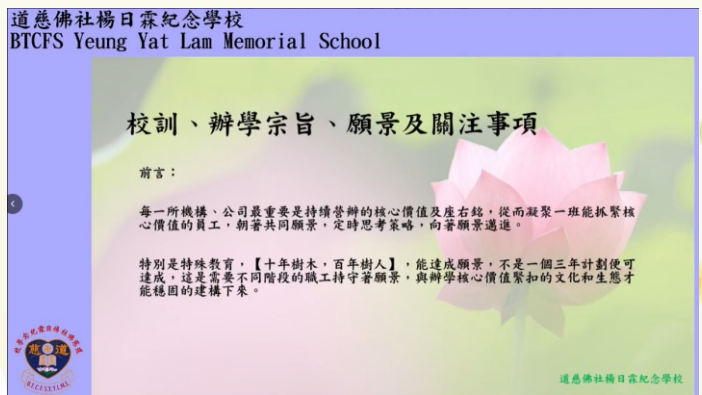 道慈佛社楊日霖紀念學校
BTCFS Yeung Yat Lam Memorial School
校訓、辦學宗旨、願景及關注事項
前言：
每一所機構、公司最重要是持續營辦的核心價值及座右銘，從而凝聚一班能抓緊核
心價值的員工，朝著共同願景，定時思考策略，向著願景邁進。
特別是特殊教育，【十年樹木，百年樹人】，能達成願景，不是一個三年計劃便可
達成，這是需要不同階段的職工持守著願景，與辦學核心價值緊扣的文化和生態才
能穩固的建構下來。
慈 道
道慈佛社楊日霖紀念學校